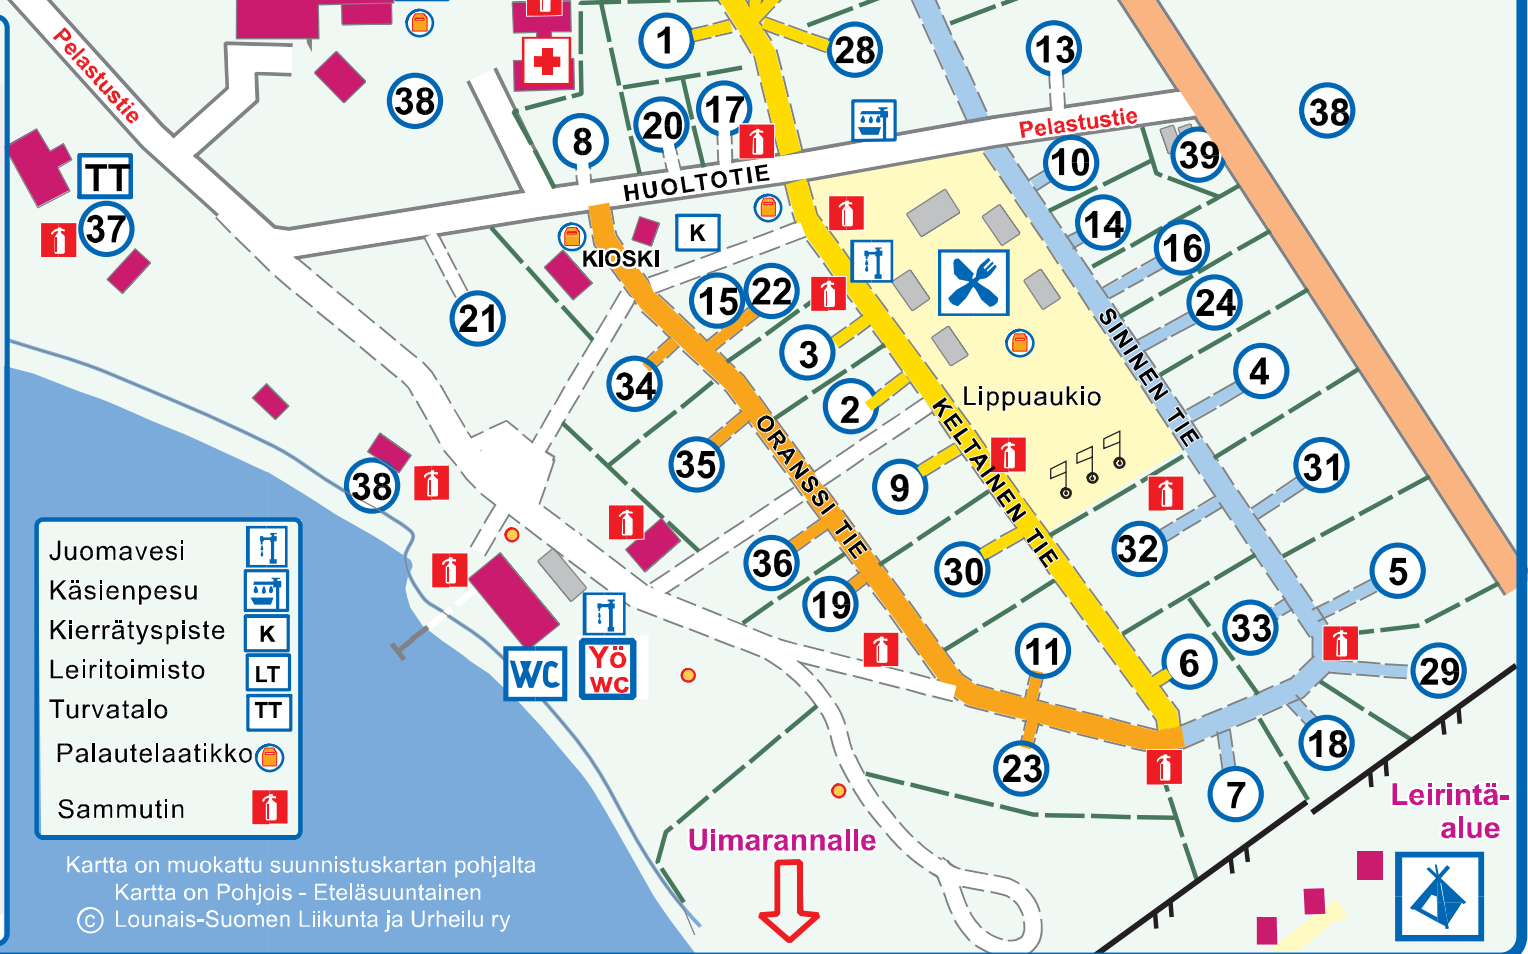 1
28
13
38
38
Pelastustie
Pelastustie
8
20
17
HUOLTOTIE
10
39
TT
37
14
16
K
KIOSKI
21
15
22
24
3
34
4
2
Lippuaukio
SININEN TIE
KELTAINEN TIE
ORANSSI TIE
35
9
31
38
32
36
30
5
19
33
11
6
29
WC
Yö
WC
23
18
7
Juomavesi
Käsienpesu
Kierrätyspiste
K
Leiritoimisto
LT
Turvatalo
TT
Palautelaatikko
Sammutin
Leirintä-
alue
Uimarannalle
Kartta on muokattu suunnistuskartan pohjalta
Kartta on Pohjois - Eteläsuuntainen
© Lounais-Suomen Liikunta ja Urheilu ry